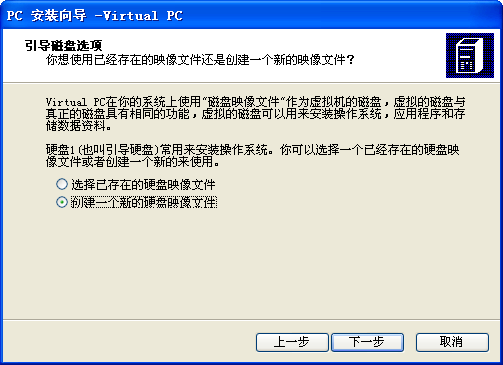 PC 安装向导 -Virtual PC
引导磁盘选项
你想使用已经存在的映像文件还是创建一个新的映像文件？
Virtual PC在你的系统上使用"磁盘映像文件"作为虚拟机的磁盘，虚拟的磁盘与
真正的磁盘具有相同的功能，虚拟的磁盘可以用来安装操作系统，应用程序和存
储数据资料。
硬盘1(也叫引导硬盘)常用来安装操作系统。你可以选择一个已经存在的硬盘映
像文件或者创建一个新的来使用。
选择已存在的硬盘映像文件
创建一个新的硬盘映像文件
上一步 下一步 取消